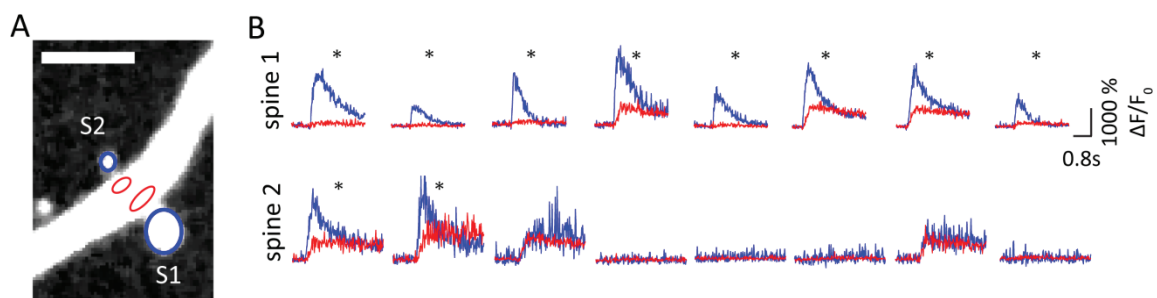 A
S2
S1
B
spine 1
* * * * * * * *
1000 %
ΔF/F₀
0.8s
spine 2
* *